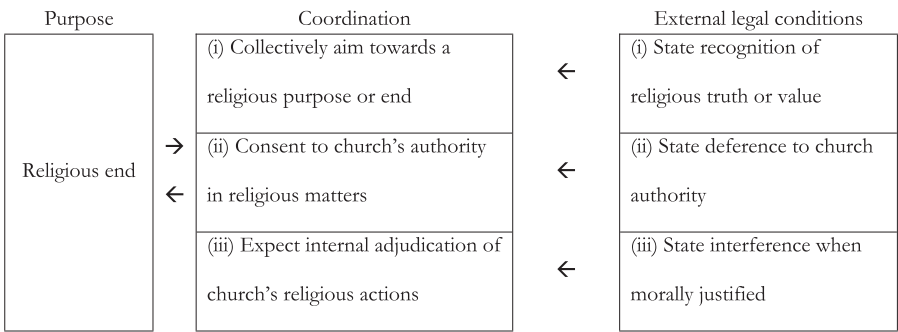 Purpose
Coordination
External legal conditions
Religious end
→
←
(i) Collectively aim towards a
religious purpose or end
(ii) Consent to church’s authority
in religious matters
(iii) Expect internal adjudication of
church’s religious actions
←
←
←
(i) State recognition of
religious truth or value
(ii) State deference to church
authority
(iii) State interference when
morally justified